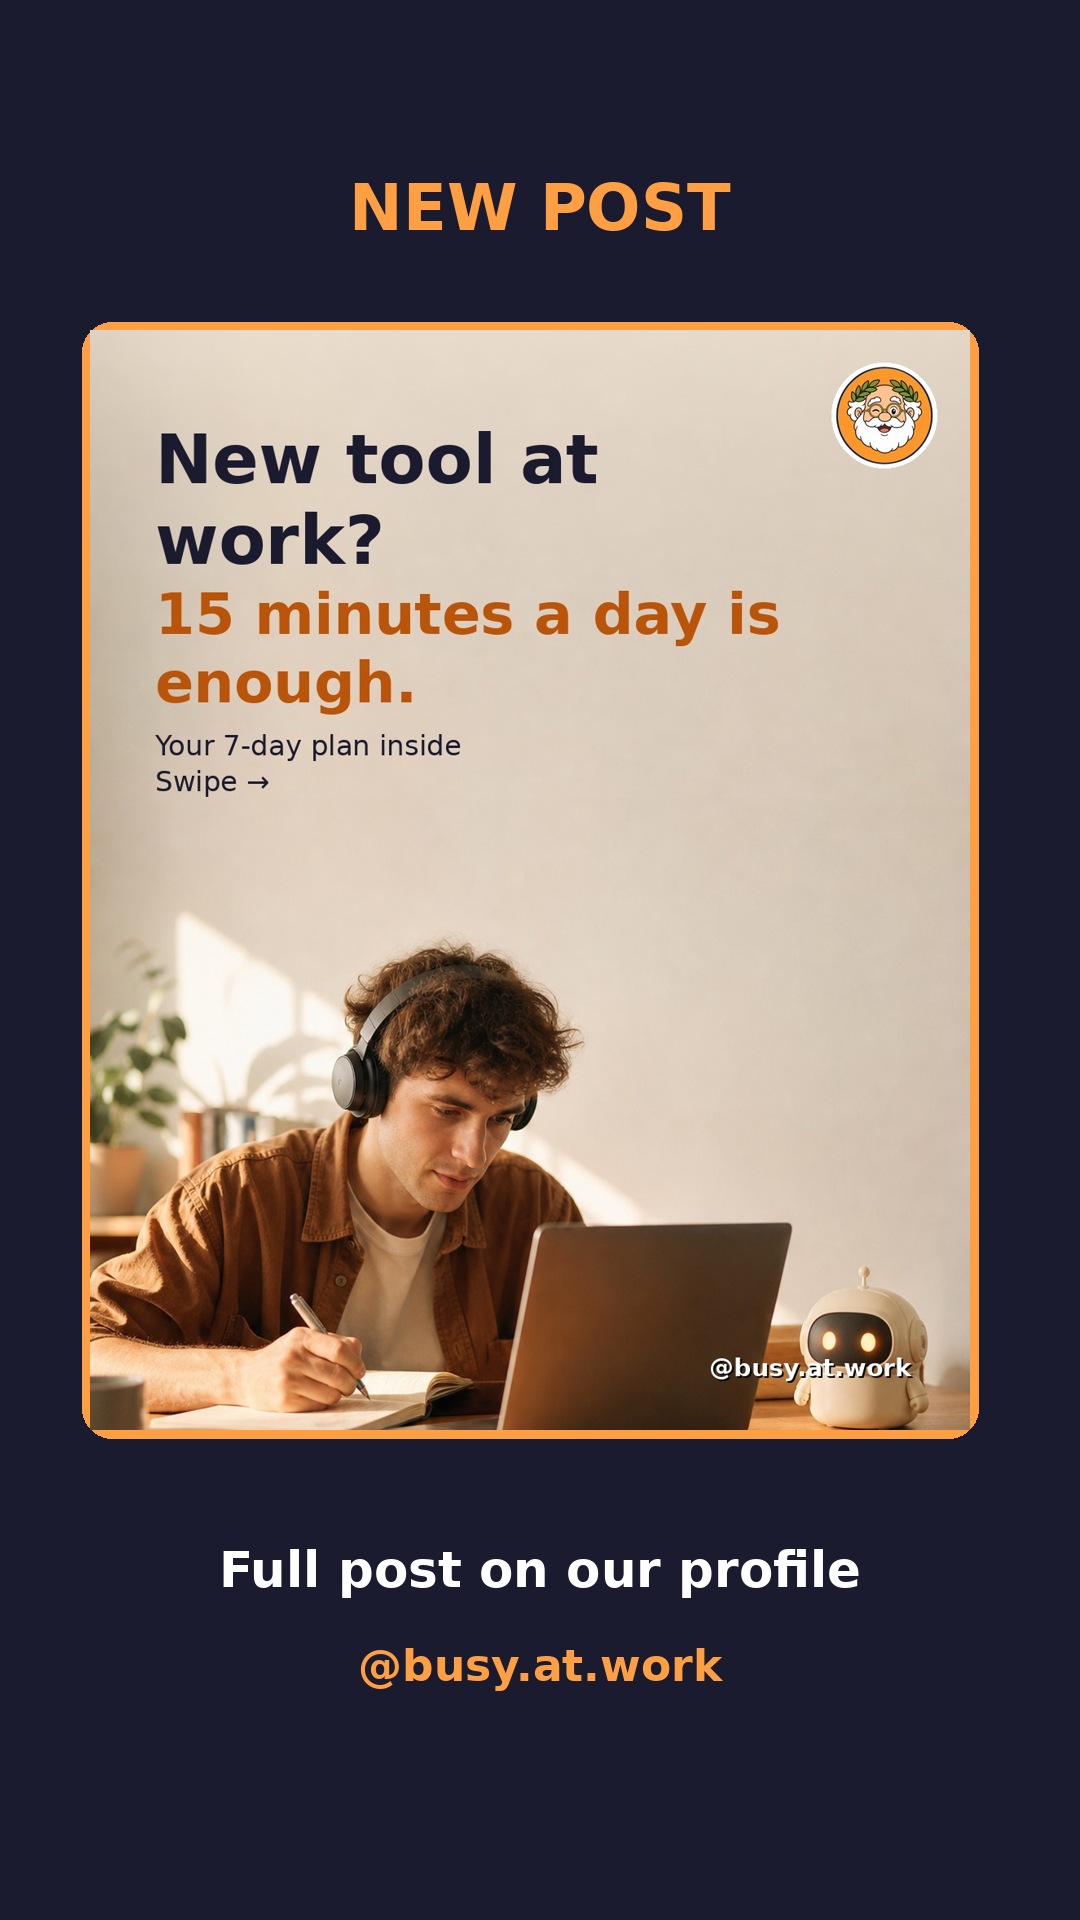 NEW POST
New tool at
work?
15 minutes a day is
enough.
Your 7-day plan inside
Swipe →
@busy.at.work
Full post on our profile
@busy.at.work